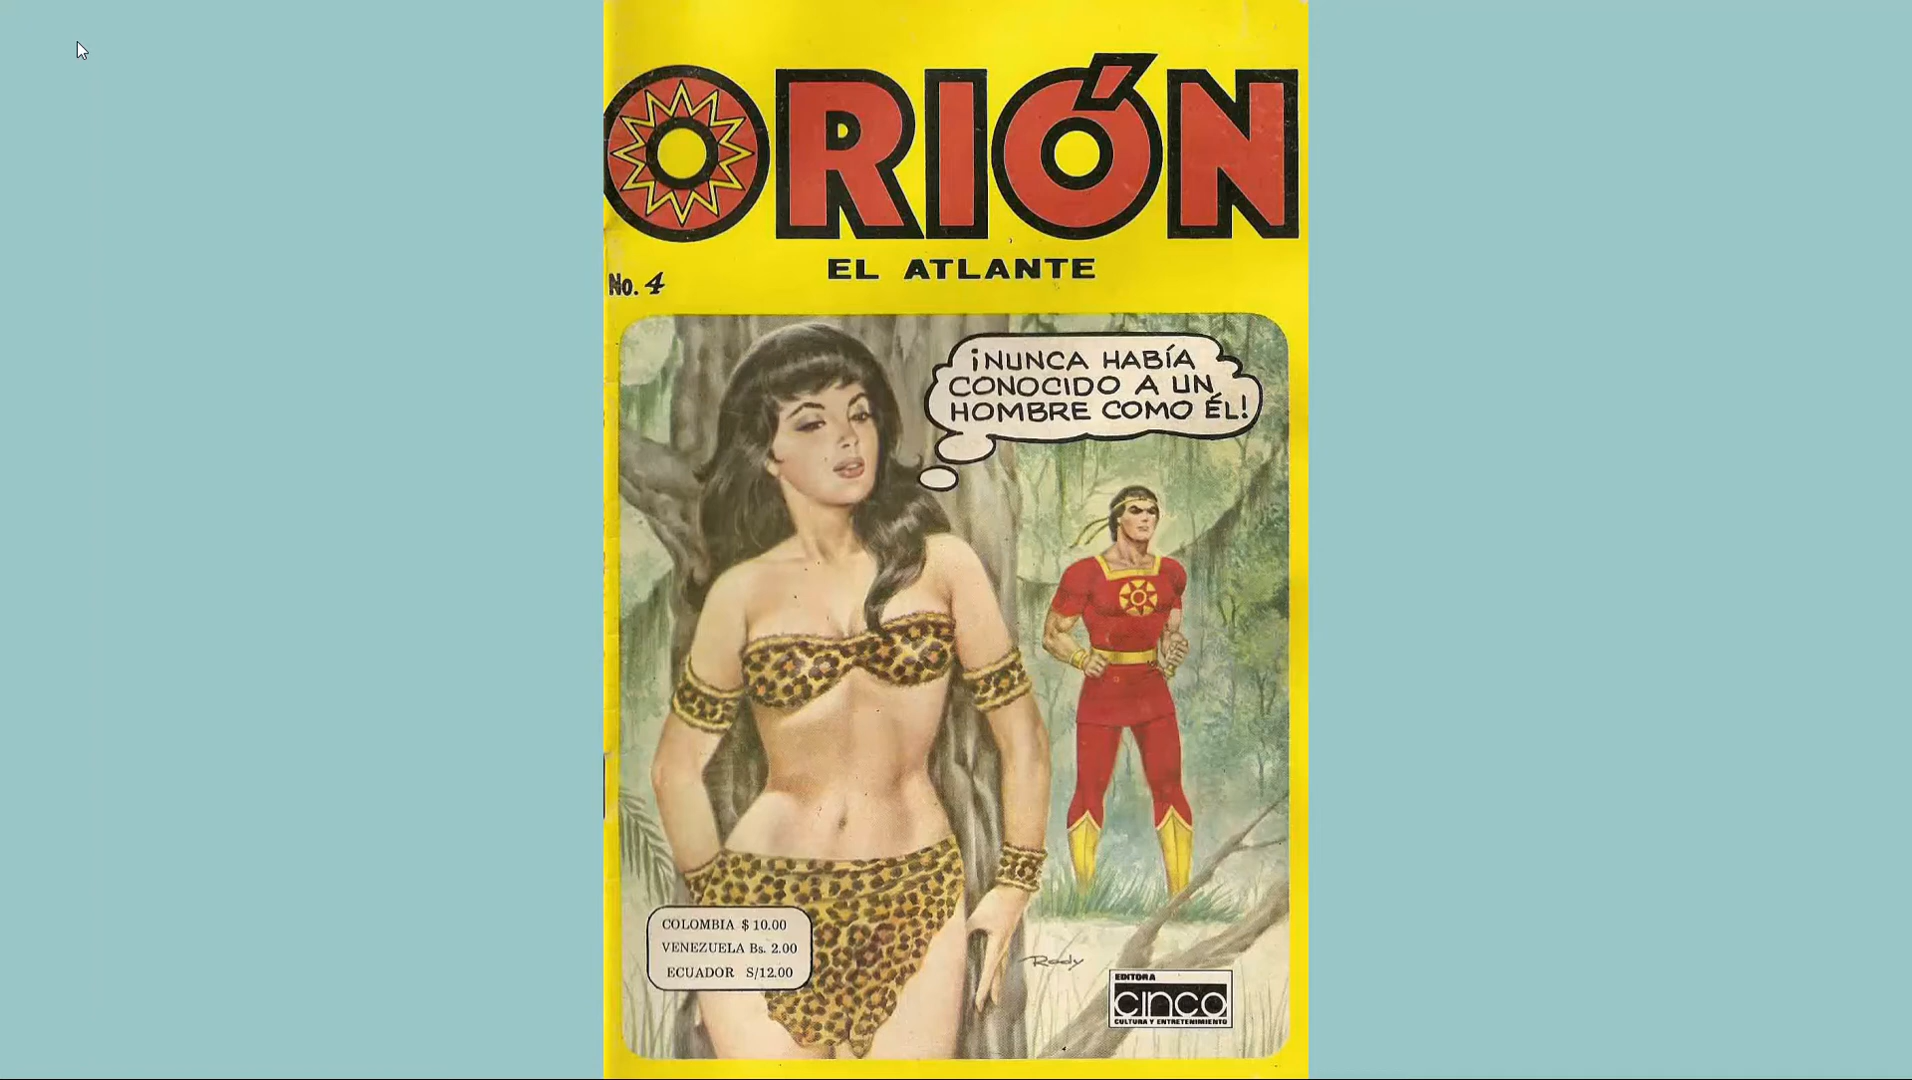 ORIÓN
EL ATLANTE
No. 4
¡NUNCA HABÍA
CONOCIDO A UN
HOMBRE COMO ÉL!
COLOMBIA $ 10.00
VENEZUELA Bs. 2.00
ECUADOR S/12.00
Rody
EDITORA
cinco
CULTURA Y ENTRETENIMIENTO